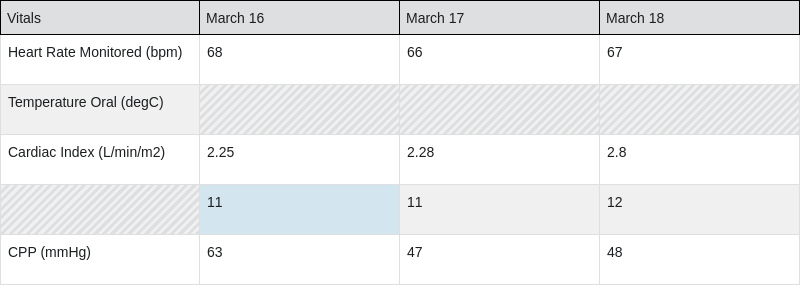 Vitals March 16 March 17 March 18
Heart Rate Monitored (bpm) 68 66 67
Temperature Oral (degC)
Cardiac Index (L/min/m2) 2.25 2.28 2.8
11 11 12
CPP (mmHg) 63 47 48